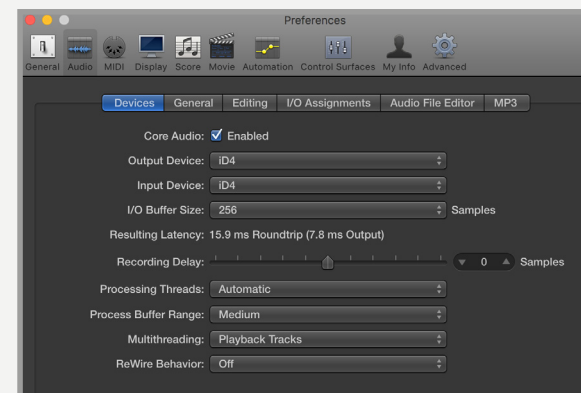 Preferences
General Audio MIDI Display Score Movie Automation Control Surfaces My Info Advanced
Devices General Editing I/O Assignments Audio File Editor MP3
Core Audio: Enabled
Output Device: iD4
Input Device: iD4
I/O Buffer Size: 256 Samples
Resulting Latency: 15.9 ms Roundtrip (7.8 ms Output)
Recording Delay: 0 Samples
Processing Threads: Automatic
Process Buffer Range: Medium
Multithreading: Playback Tracks
ReWire Behavior: Off